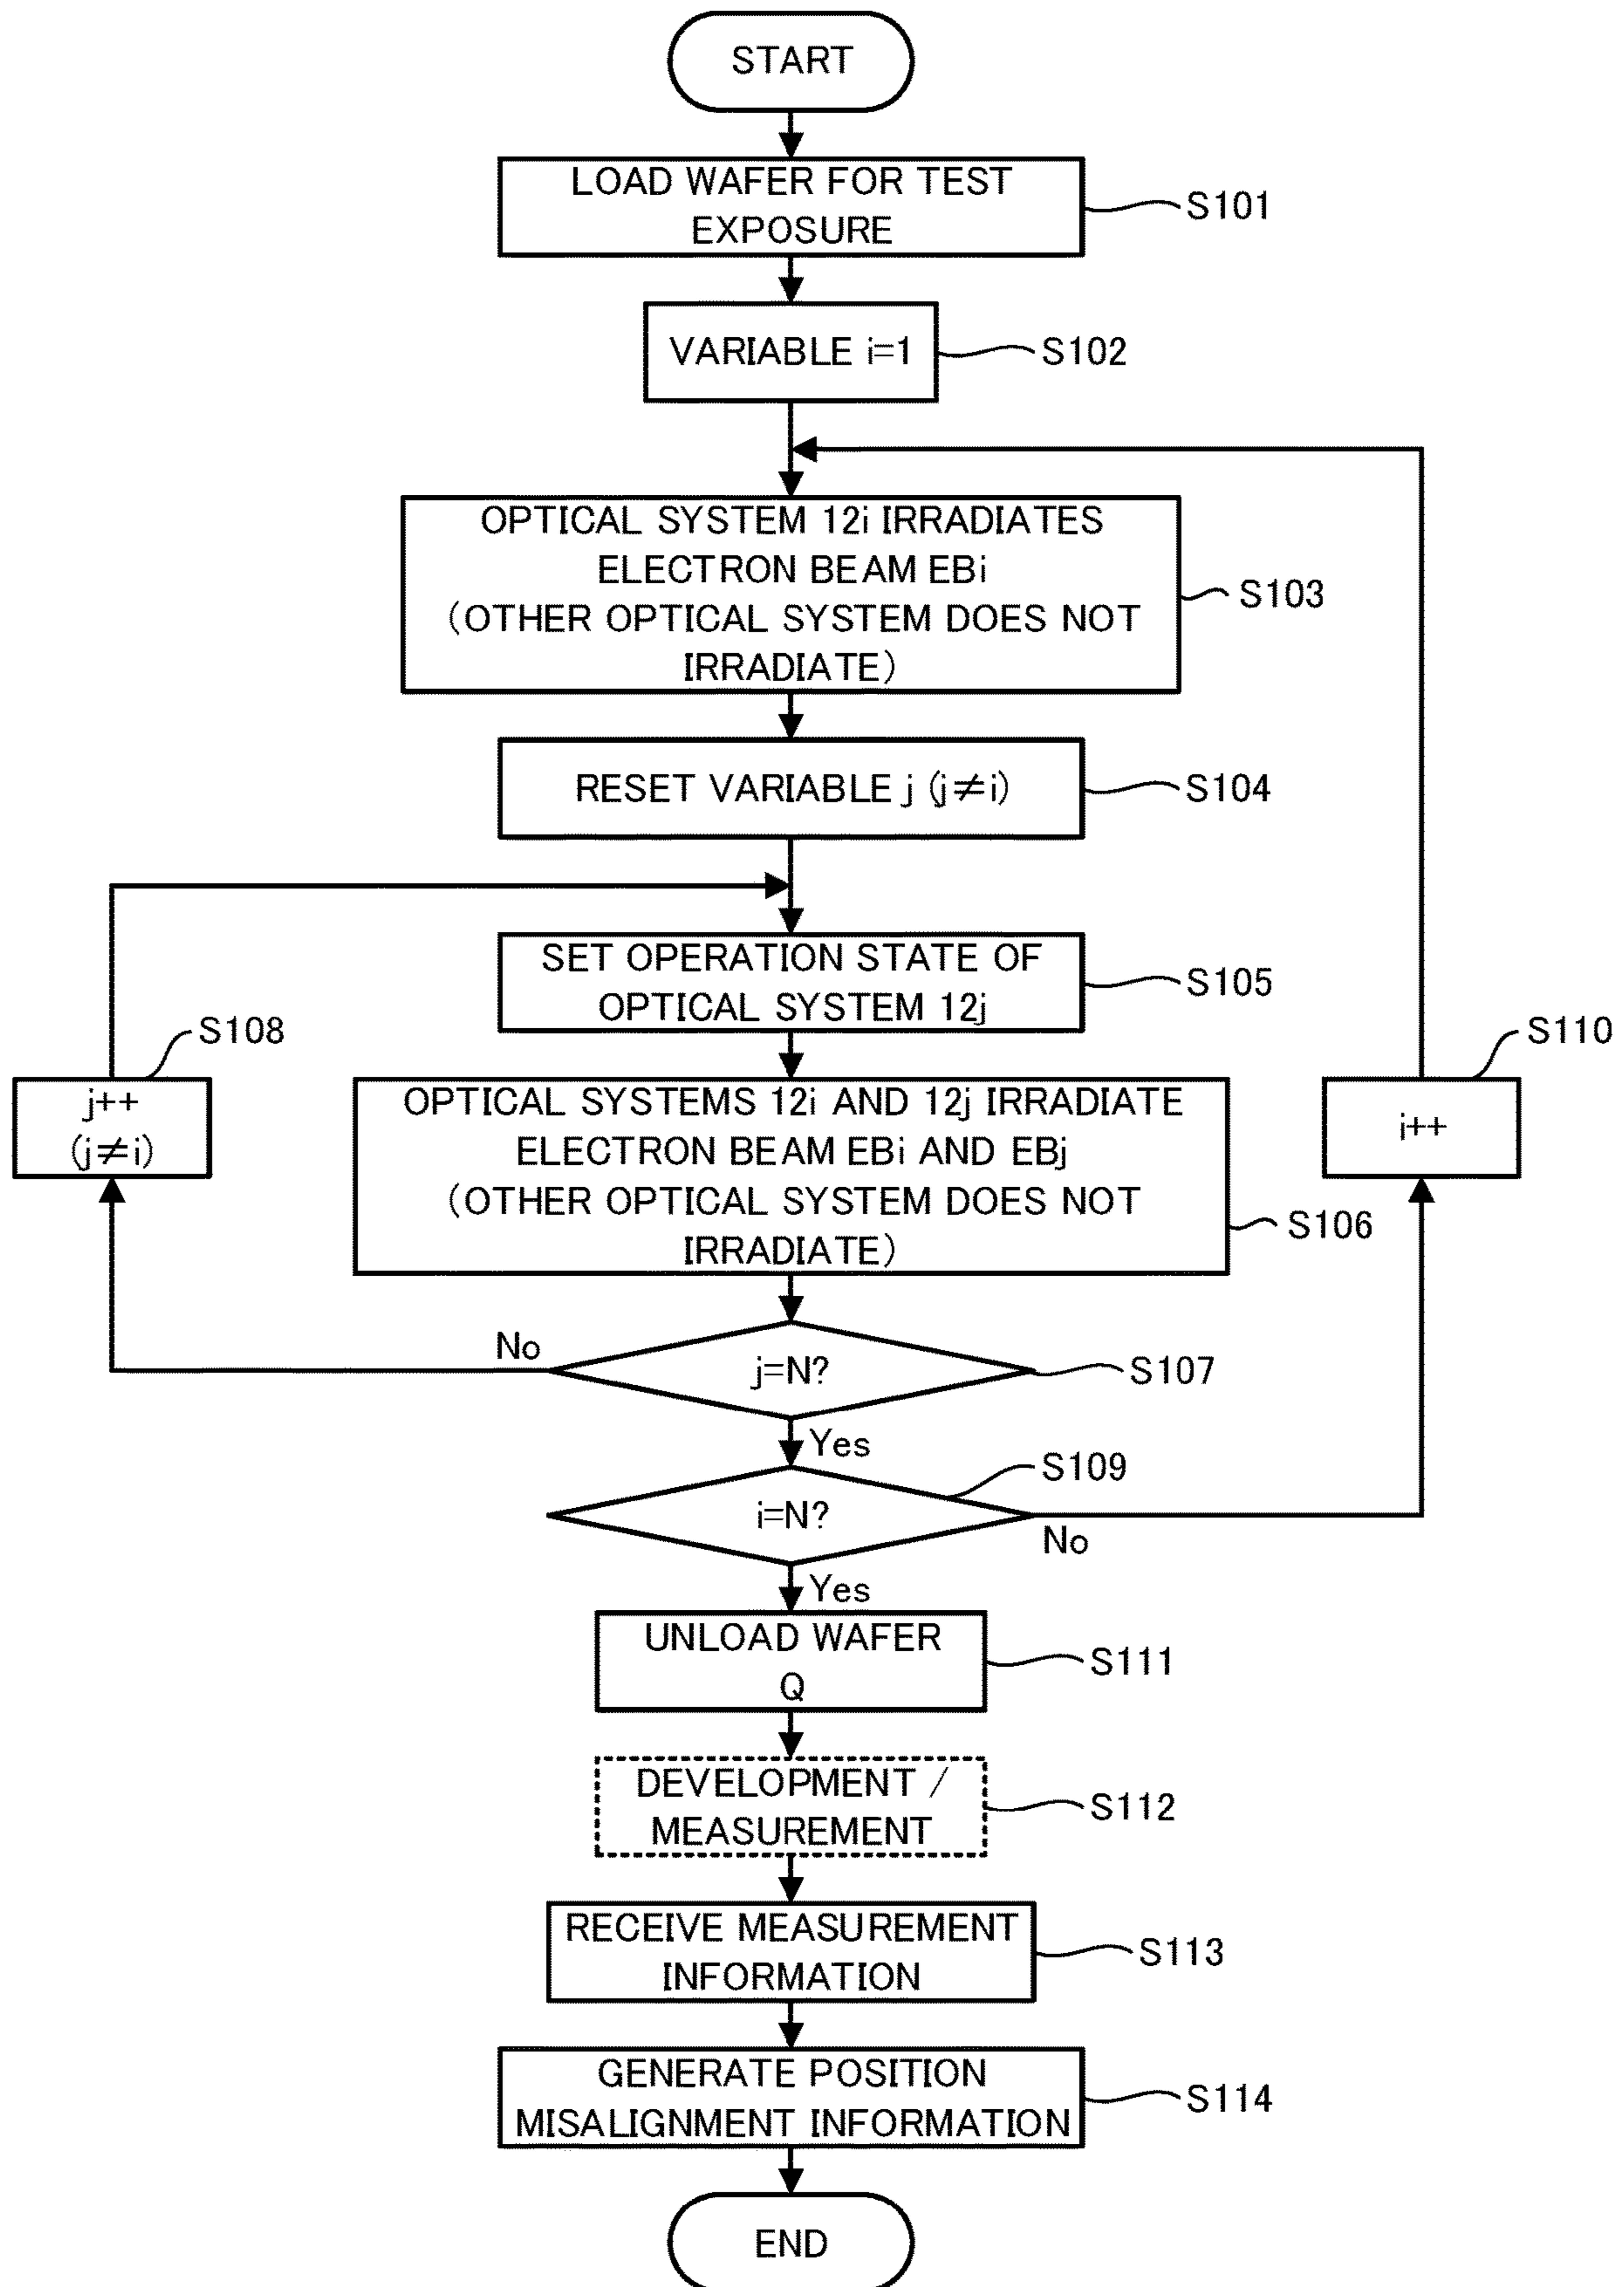 START
LOAD WAFER FOR TEST
EXPOSURE
S101
VARIABLE i=1
S102
OPTICAL SYSTEM 12i IRRADIATES
ELECTRON BEAM EBi
(OTHER OPTICAL SYSTEM DOES NOT
IRRADIATE)
S103
RESET VARIABLE j (j≠i)
S104
SET OPERATION STATE OF
OPTICAL SYSTEM 12j
S105
S108
j++
(j≠i)
OPTICAL SYSTEMS 12i AND 12j IRRADIATE
ELECTRON BEAM EBi AND EBj
(OTHER OPTICAL SYSTEM DOES NOT
IRRADIATE)
S106
S110
i++
No
j=N?
S107
Yes
S109
i=N?
No
Yes
UNLOAD WAFER
Q
S111
DEVELOPMENT /
MEASUREMENT
S112
RECEIVE MEASUREMENT
INFORMATION
S113
GENERATE POSITION
MISALIGNMENT INFORMATION
S114
END